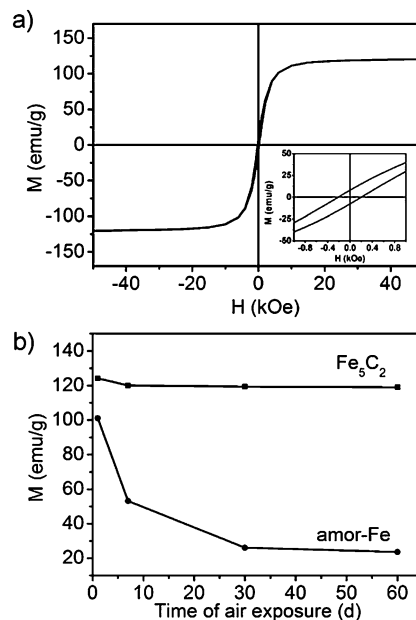 a)
150
100
50
0
-50
-100
-150
M (emu/g)
-40 -20 0 20 40
H (kOe)
50
25
0
-25
-50
M (emu/g)
-0.8 -0.4 0.0 0.4 0.8
H (kOe)
b)
140
120
100
80
60
40
20
M (emu/g)
Fe₅C₂
amor-Fe
0 10 20 30 40 50 60
Time of air exposure (d)